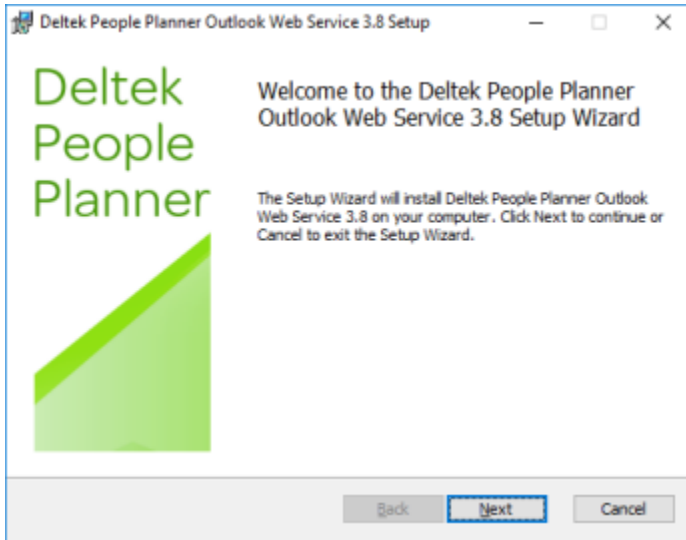 Deltek People Planner Outlook Web Service 3.8 Setup
Deltek
People
Planner
Welcome to the Deltek People Planner
Outlook Web Service 3.8 Setup Wizard
The Setup Wizard will install Deltek People Planner Outlook
Web Service 3.8 on your computer. Click Next to continue or
Cancel to exit the Setup Wizard.
Back Next Cancel